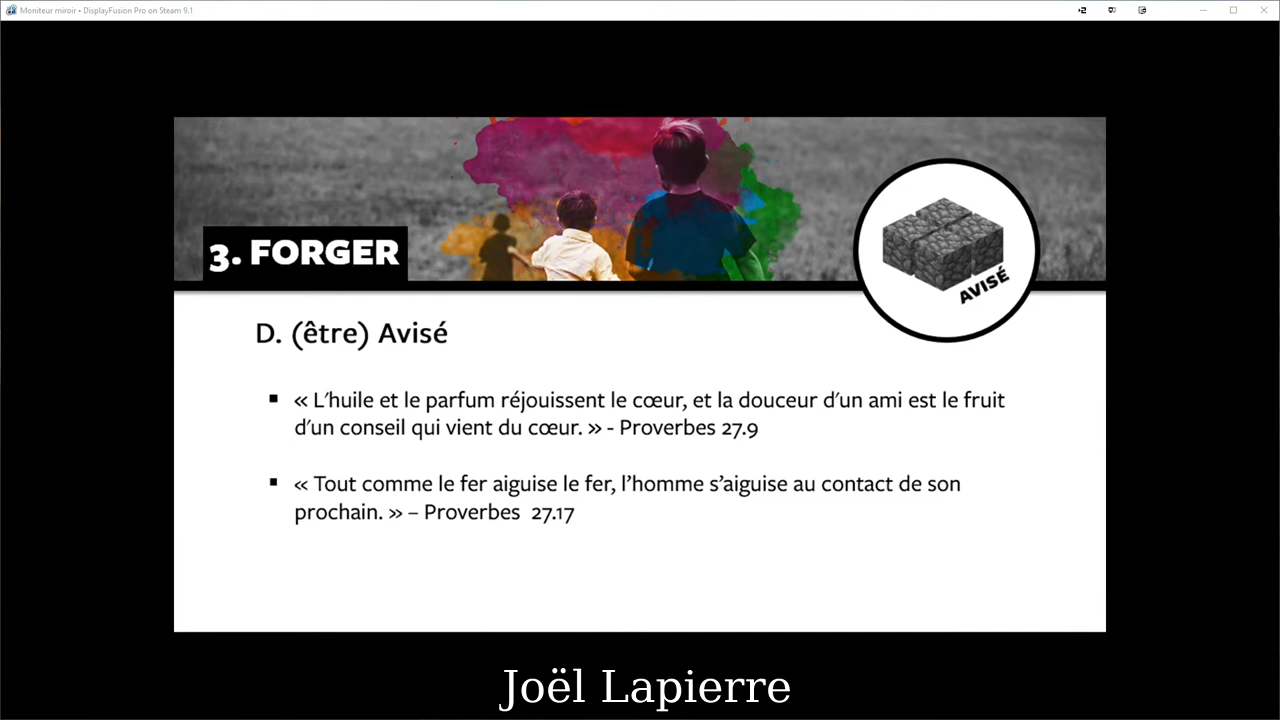 Moniteur miroir • DisplayFusion Pro on Steam 9.1
3. FORGER
AVISÉ
D. (être) Avisé
▪ « L'huile et le parfum réjouissent le cœur, et la douceur d'un ami est le fruit
d'un conseil qui vient du cœur. » - Proverbes 27.9
▪ « Tout comme le fer aiguise le fer, l’homme s’aiguise au contact de son
prochain. » – Proverbes 27.17
Joël Lapierre